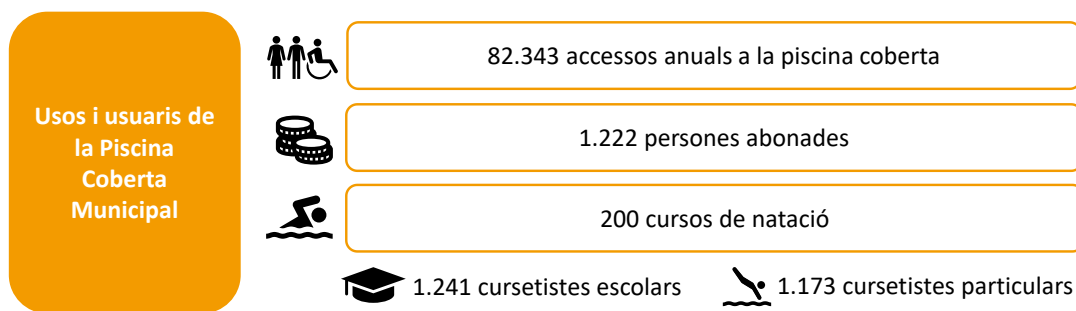 Usos i usuaris de
la Piscina
Coberta
Municipal
82.343 accessos anuals a la piscina coberta
1.222 persones abonades
200 cursos de natació
1.241 cursetistes escolars
1.173 cursetistes particulars